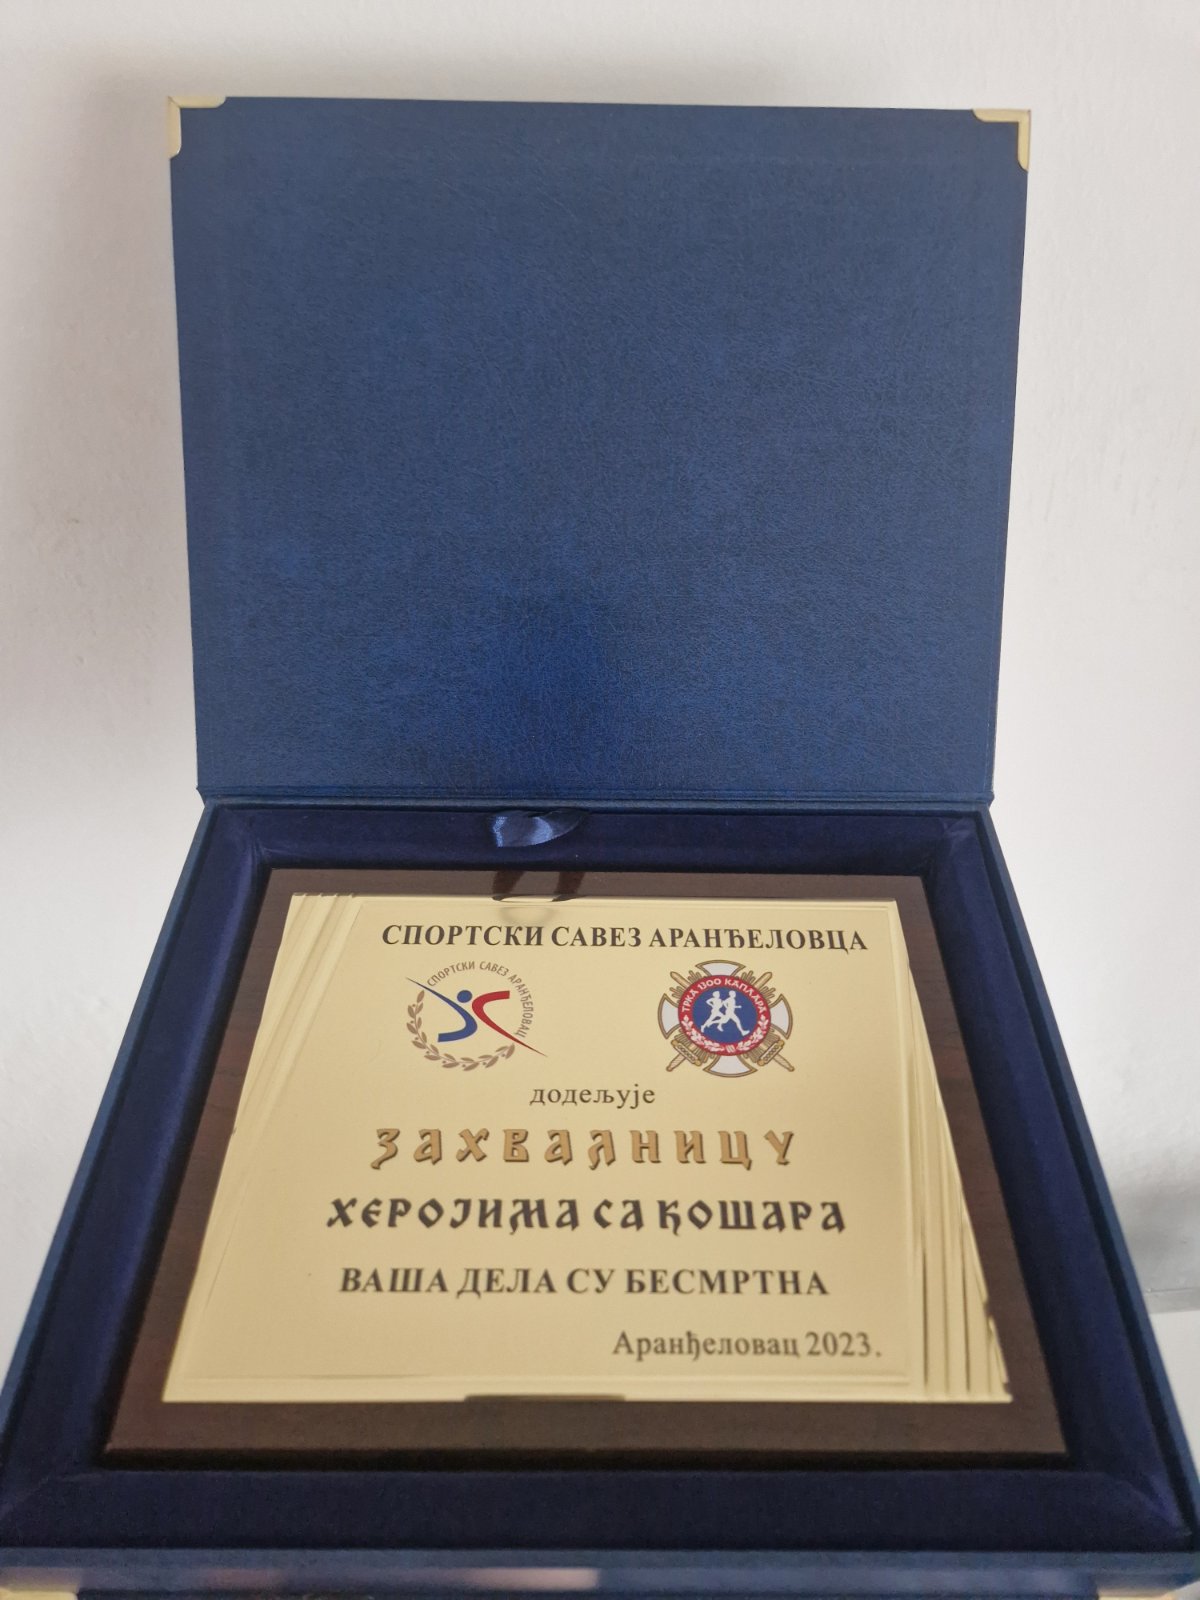 СПОРТСКИ САВЕЗ АРАНЂЕЛОВЦА
СПОРТСКИ САВЕЗ АРАНЂЕЛОВАЦ
ТРКА 1300 КАПЛАРА
додељује
ЗАХВАЛНИЦУ
ХЕРОЈИМА СА КОШАРА
ВАША ДЕЛА СУ БЕСМРТНА
Аранђеловац 2023.